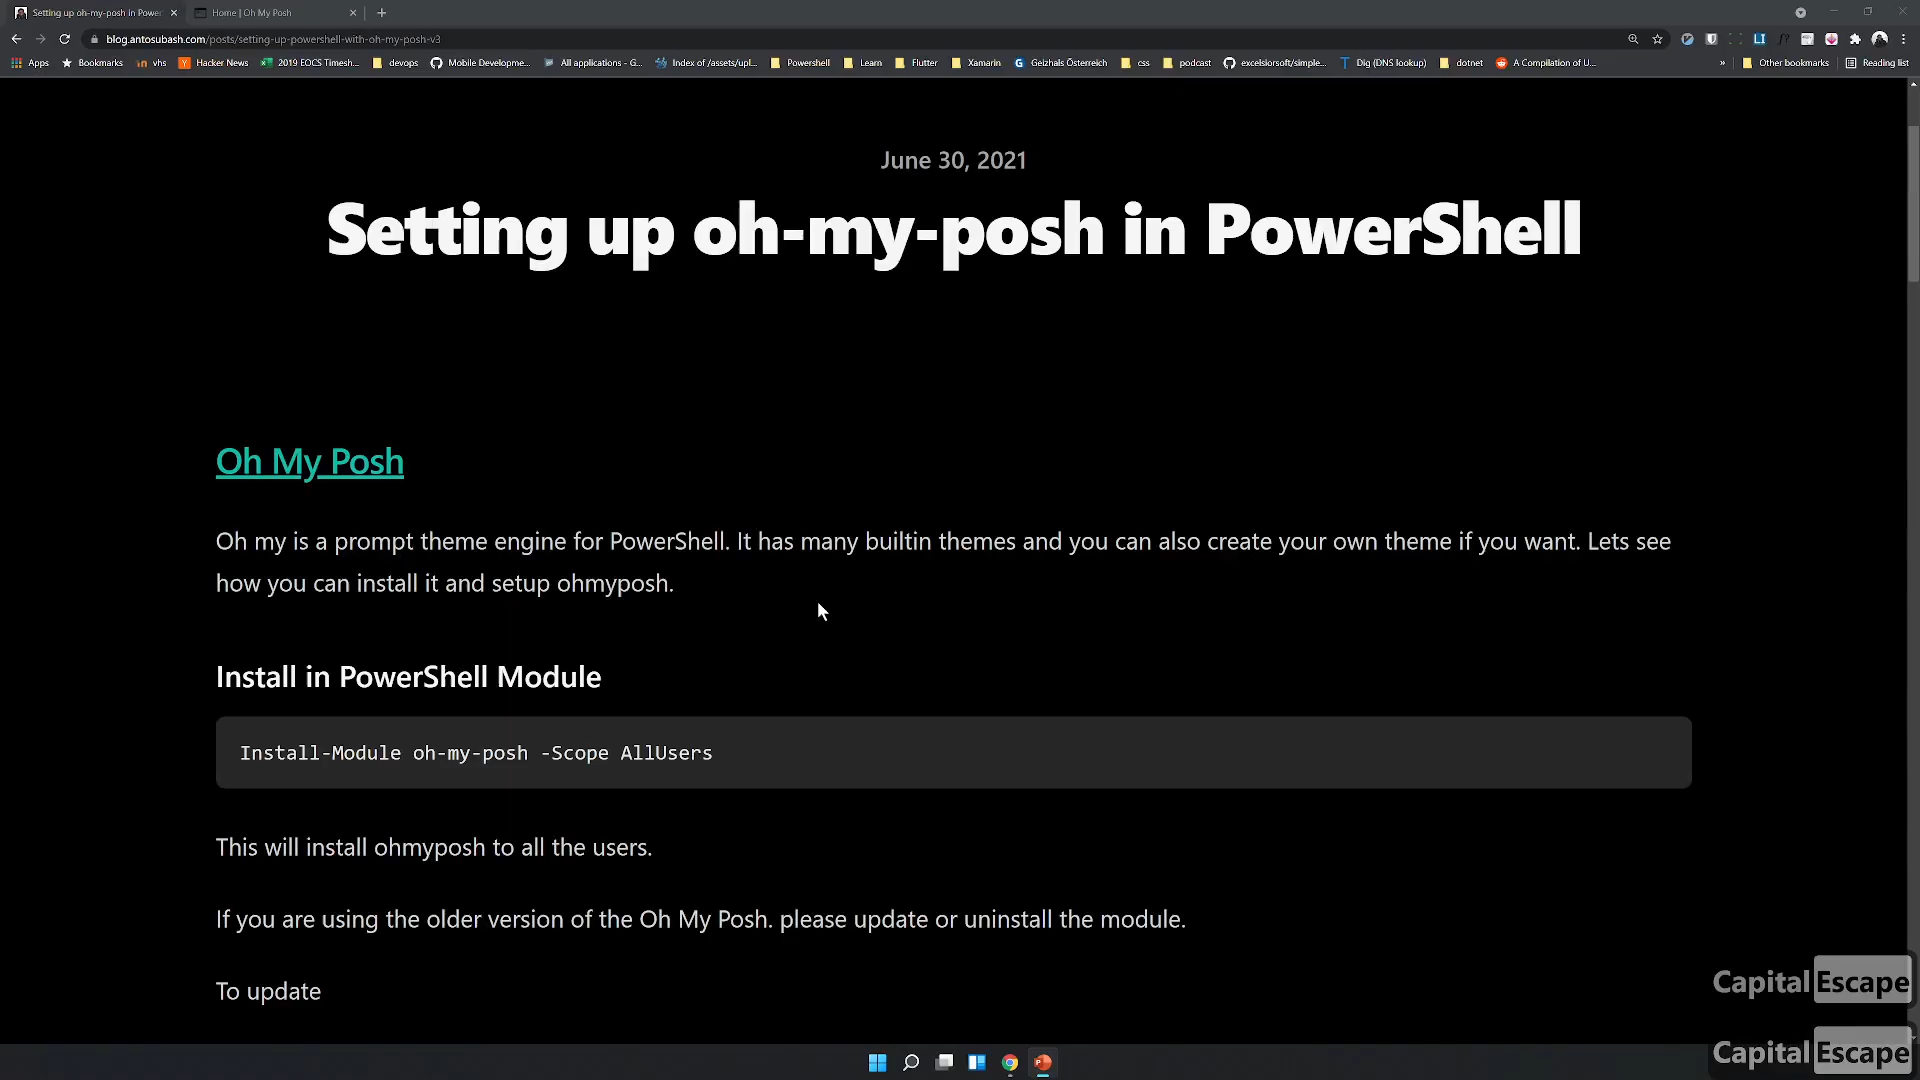 Setting up oh-my-posh in Power
Home | Oh My Posh
blog.antosubash.com/posts/setting-up-powershell-with-oh-my-posh-v3
Apps Bookmarks vhs Hacker News 2019 EOCS Timesh... devops Mobile Developme... All applications - G... Index of /assets/upl... Powershell Learn Flutter Xamarin Geizhals Österreich css podcast excelsiorsoft/simple... Dig (DNS lookup) dotnet A Compilation of U... » Other bookmarks Reading list
June 30, 2021
Setting up oh-my-posh in PowerShell
Oh My Posh
Oh my is a prompt theme engine for PowerShell. It has many builtin themes and you can also create your own theme if you want. Lets see
how you can install it and setup ohmyposh.
Install in PowerShell Module
Install-Module oh-my-posh -Scope AllUsers
This will install ohmyposh to all the users.
If you are using the older version of the Oh My Posh. please update or uninstall the module.
To update
Capital Escape
Capital Escape